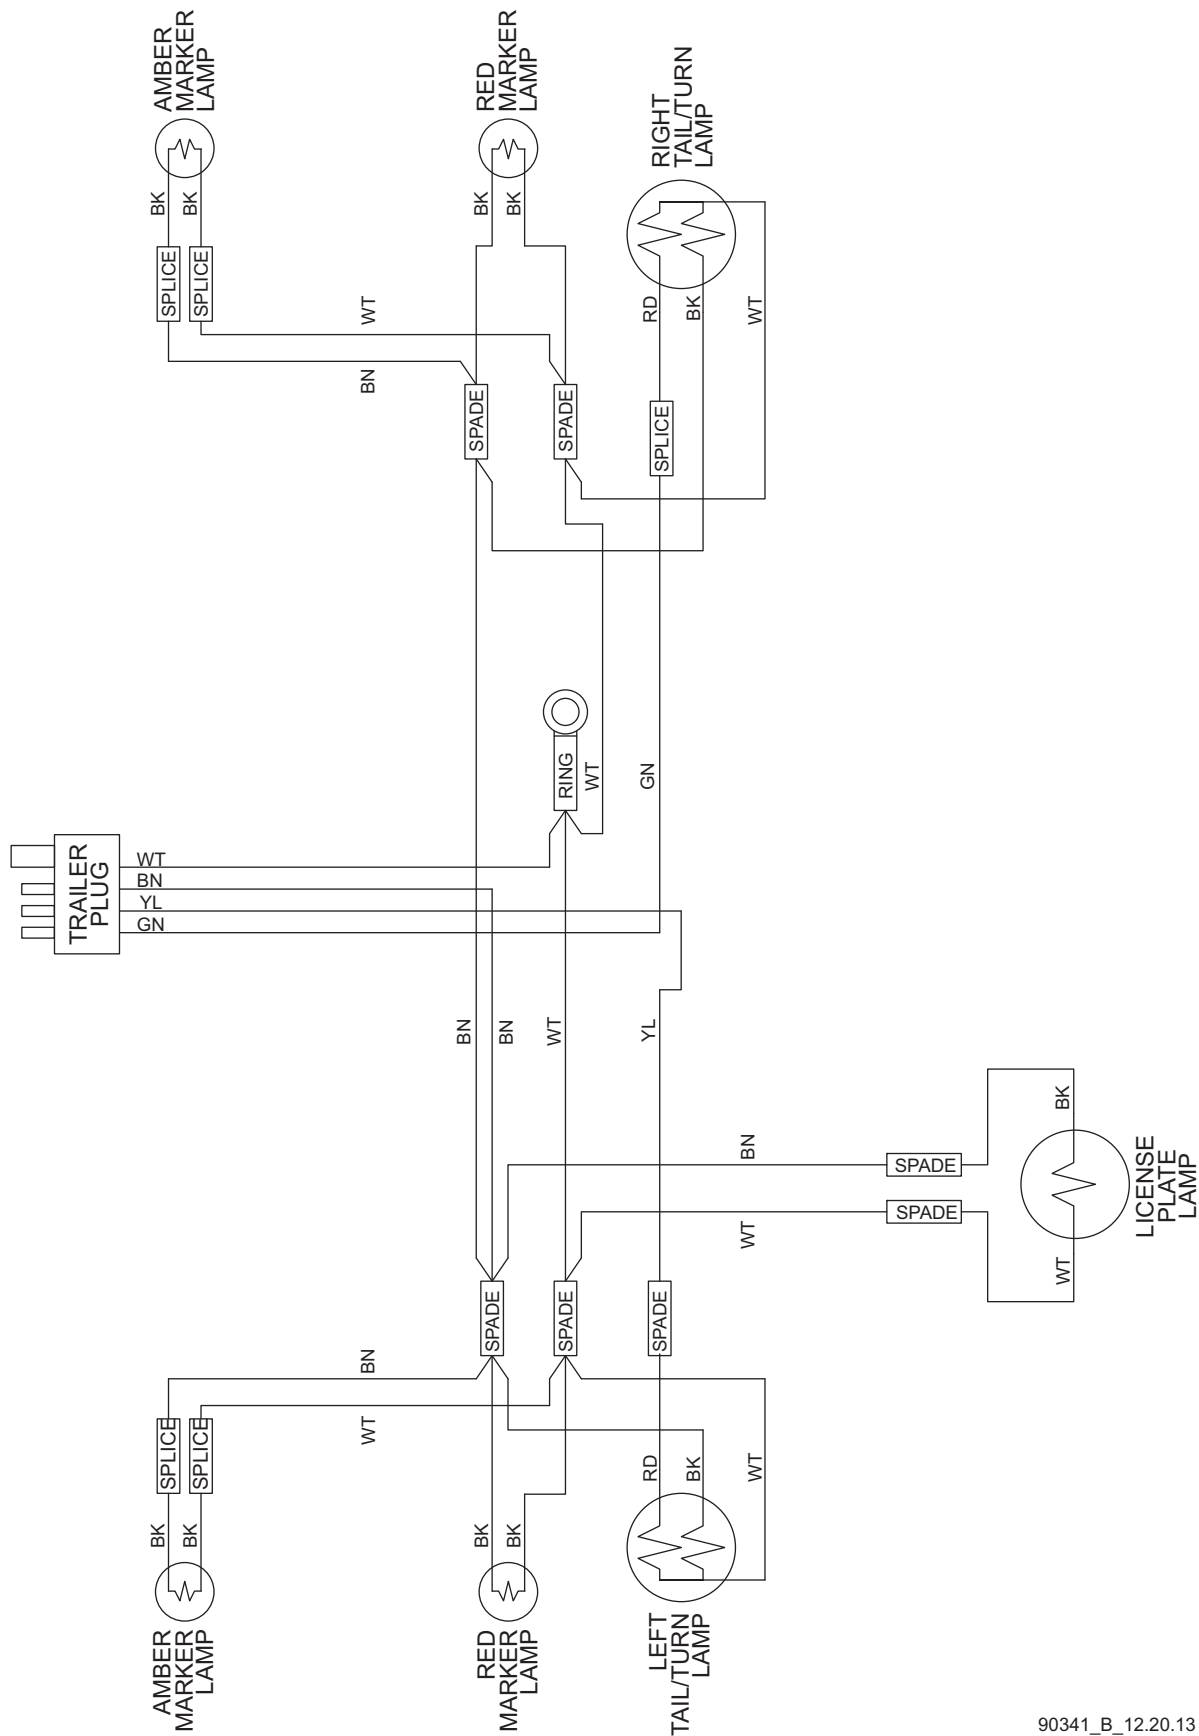 AMBER
MARKER
LAMP
RED
MARKER
LAMP
RIGHT
TAIL/TURN
LAMP
BK
BK
BK
BK
SPLICE
SPLICE
RD
BK
WT
WT
BN
SPADE
SPADE
SPLICE
RING
WT
GN
TRAILER
PLUG
WT
BN
YL
GN
BN
BN
WT
YL
BN
WT
SPADE
SPADE
BK
WT
LICENSE
PLATE
LAMP
SPADE
SPADE
SPADE
BN
WT
SPLICE
SPLICE
RD
BK
WT
BK
BK
BK
BK
AMBER
MARKER
LAMP
RED
MARKER
LAMP
LEFT
TAIL/TURN
LAMP
90341_B_12.20.13